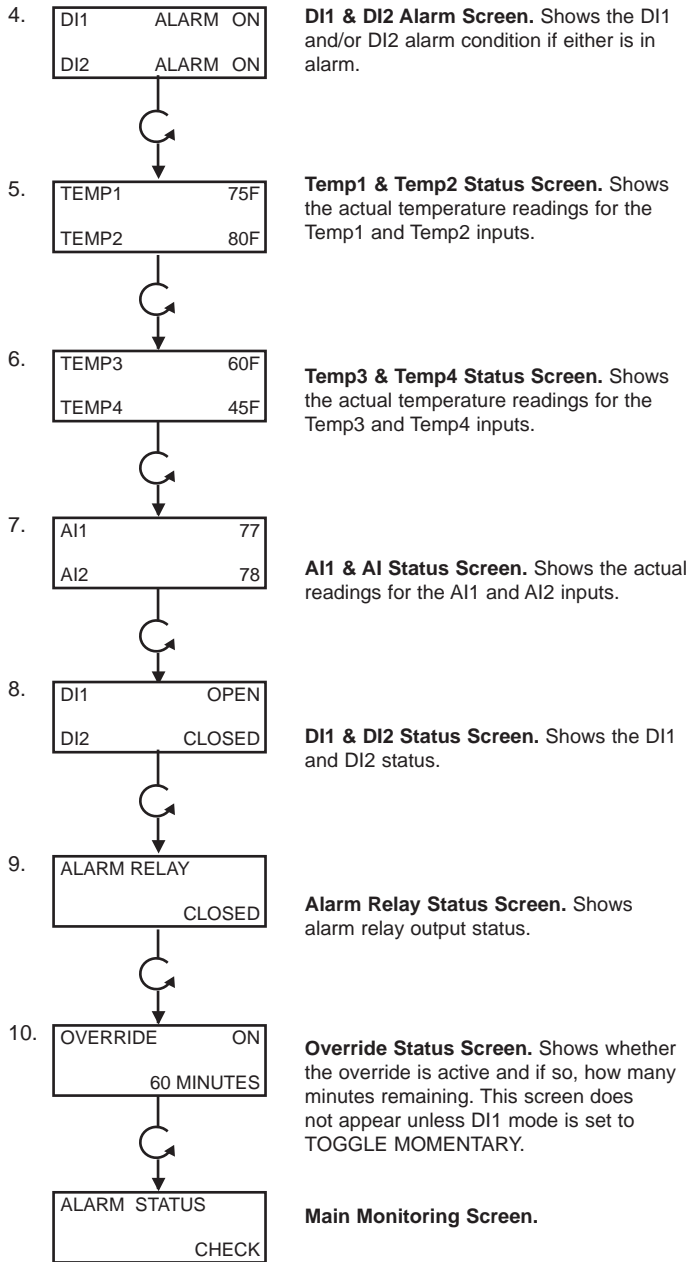 4.
DI1 ALARM ON
DI2 ALARM ON
DI1 & DI2 Alarm Screen. Shows the DI1
and/or DI2 alarm condition if either is in
alarm.
5.
TEMP1 75F
TEMP2 80F
Temp1 & Temp2 Status Screen. Shows
the actual temperature readings for the
Temp1 and Temp2 inputs.
6.
TEMP3 60F
TEMP4 45F
Temp3 & Temp4 Status Screen. Shows
the actual temperature readings for the
Temp3 and Temp4 inputs.
7.
AI1 77
AI2 78
AI1 & AI Status Screen. Shows the actual
readings for the AI1 and AI2 inputs.
8.
DI1 OPEN
DI2 CLOSED
DI1 & DI2 Status Screen. Shows the DI1
and DI2 status.
9.
ALARM RELAY
CLOSED
Alarm Relay Status Screen. Shows
alarm relay output status.
10.
OVERRIDE ON
60 MINUTES
Override Status Screen. Shows whether
the override is active and if so, how many
minutes remaining. This screen does
not appear unless DI1 mode is set to
TOGGLE MOMENTARY.
ALARM STATUS
CHECK
Main Monitoring Screen.